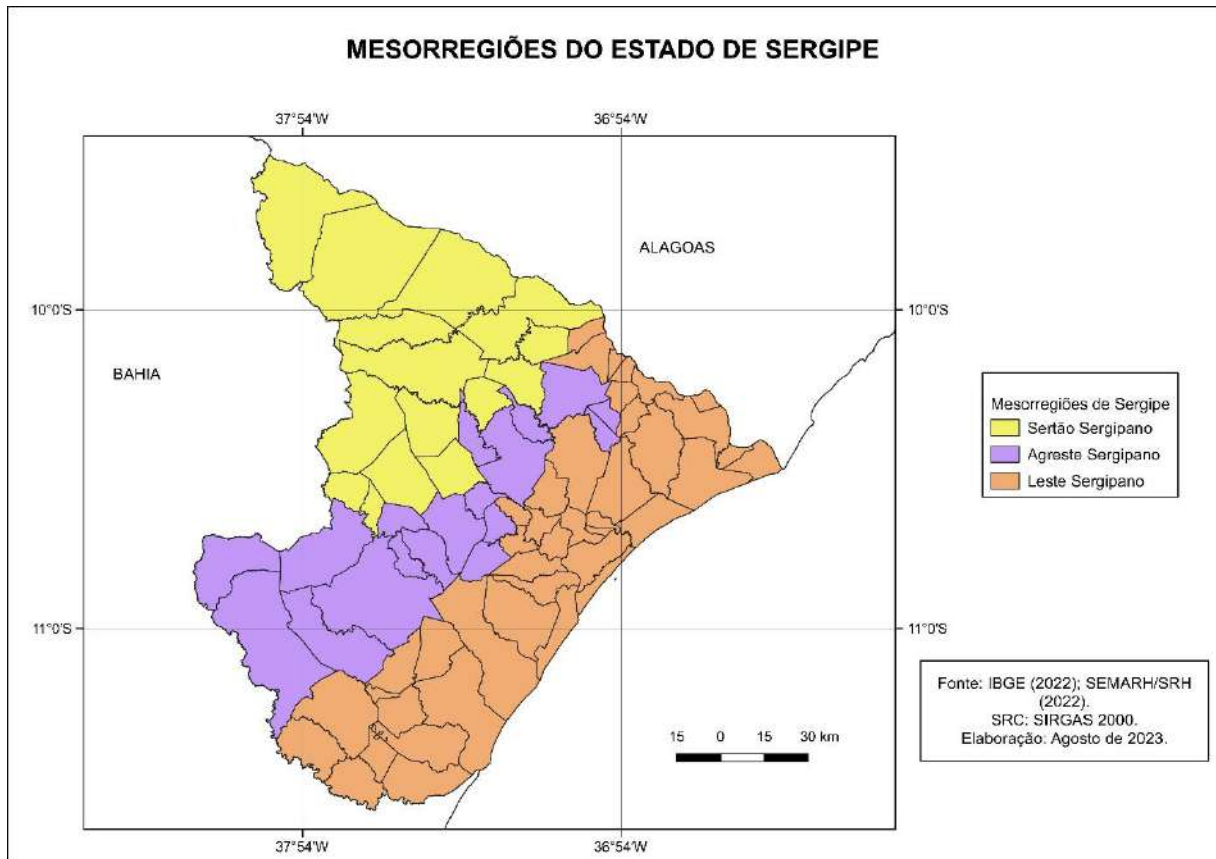 MESORREGIÕES DO ESTADO DE SERGIPE
37°54'W
36°54'W
ALAGOAS
10°0'S
10°0'S
BAHIA
Mesorregiões de Sergipe
Sertão Sergipano
Agreste Sergipano
Leste Sergipano
11°0'S
11°0'S
Fonte: IBGE (2022); SEMARH/SRH
(2022).
SRC: SIRGAS 2000.
Elaboração: Agosto de 2023.
15 0 15 30 km
37°54'W
36°54'W